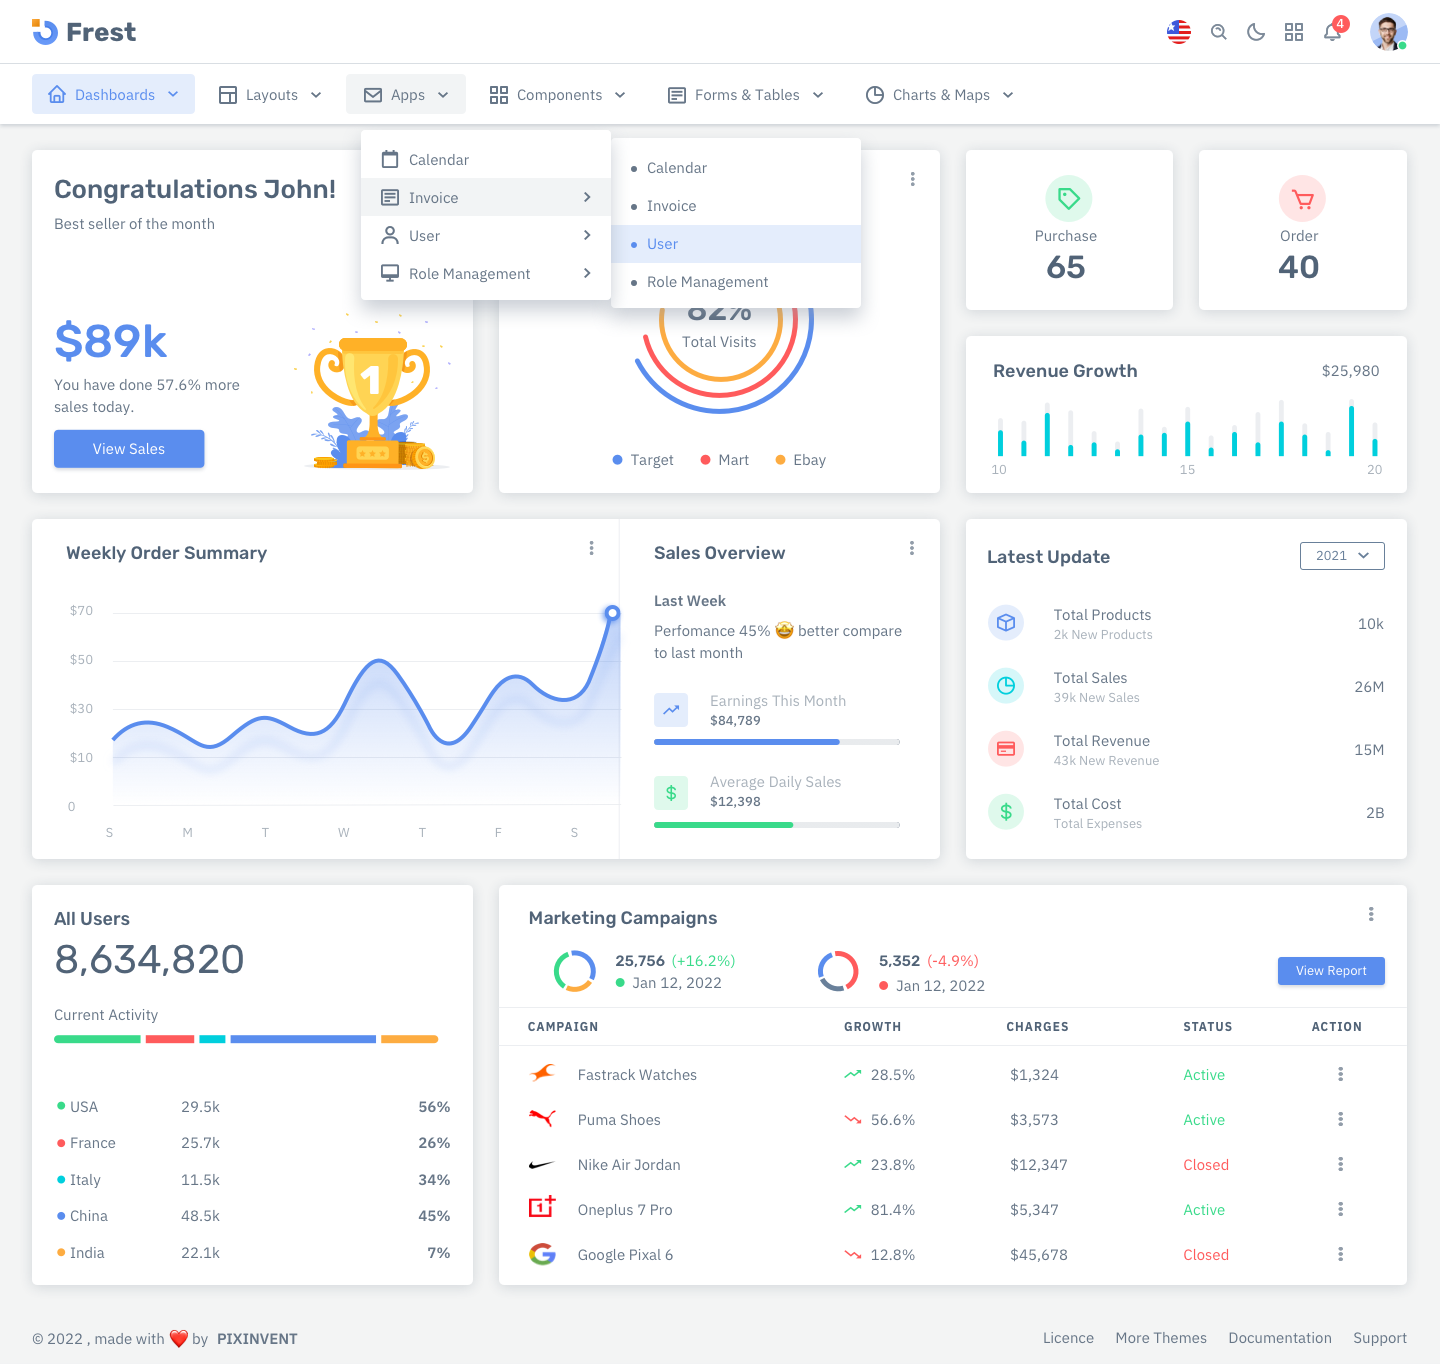 Frest
4
Dashboards
Layouts
Apps
Components
Forms & Tables
Charts & Maps
Calendar
Invoice
User
Role Management
Calendar
Invoice
User
Role Management
Congratulations John!
Best seller of the month
$89k
You have done 57.6% more
sales today.
View Sales
1
82%
Total Visits
Target
Mart
Ebay
Purchase
65
Order
40
Revenue Growth
$25,980
10
15
20
Weekly Order Summary
$70
$50
$30
$10
0
S
M
T
W
T
F
S
Sales Overview
Last Week
Perfomance 45% 🤩 better compare
to last month
Earnings This Month
$84,789
Average Daily Sales
$12,398
Latest Update
2021
Total Products
2k New Products
10k
Total Sales
39k New Sales
26M
Total Revenue
43k New Revenue
15M
Total Cost
Total Expenses
2B
All Users
8,634,820
Current Activity
USA 29.5k 56%
France 25.7k 26%
Italy 11.5k 34%
China 48.5k 45%
India 22.1k 7%
Marketing Campaigns
25,756 (+16.2%)
Jan 12, 2022
5,352 (-4.9%)
Jan 12, 2022
View Report
CAMPAIGN GROWTH CHARGES STATUS ACTION
Fastrack Watches 28.5% $1,324 Active
Puma Shoes 56.6% $3,573 Active
Nike Air Jordan 23.8% $12,347 Closed
Oneplus 7 Pro 81.4% $5,347 Active
Google Pixal 6 12.8% $45,678 Closed
© 2022 , made with ❤️ by PIXINVENT
Licence More Themes Documentation Support